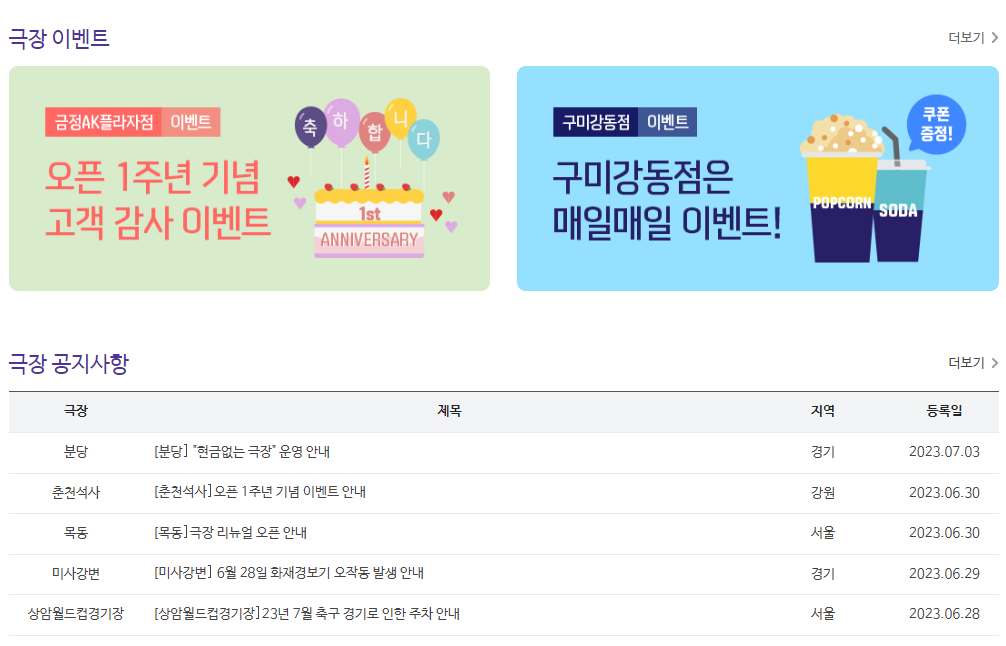 극장 이벤트
더보기
금정AK플라자점 이벤트
오픈 1주년 기념
고객 감사 이벤트
축하합니다
1st
ANNIVERSARY
구미강동점 이벤트
구미강동점은
매일매일 이벤트!
쿠폰
증정!
POPCORN
SODA
극장 공지사항
더보기
극장 제목 지역 등록일
분당 [분당] "현금없는 극장" 운영 안내 경기 2023.07.03
춘천석사 [춘천석사]오픈 1주년 기념 이벤트 안내 강원 2023.06.30
목동 [목동]극장 리뉴얼 오픈 안내 서울 2023.06.30
미사강변 [미사강변] 6월 28일 화재경보기 오작동 발생 안내 경기 2023.06.29
상암월드컵경기장 [상암월드컵경기장]23년 7월 축구 경기로 인한 주차 안내 서울 2023.06.28